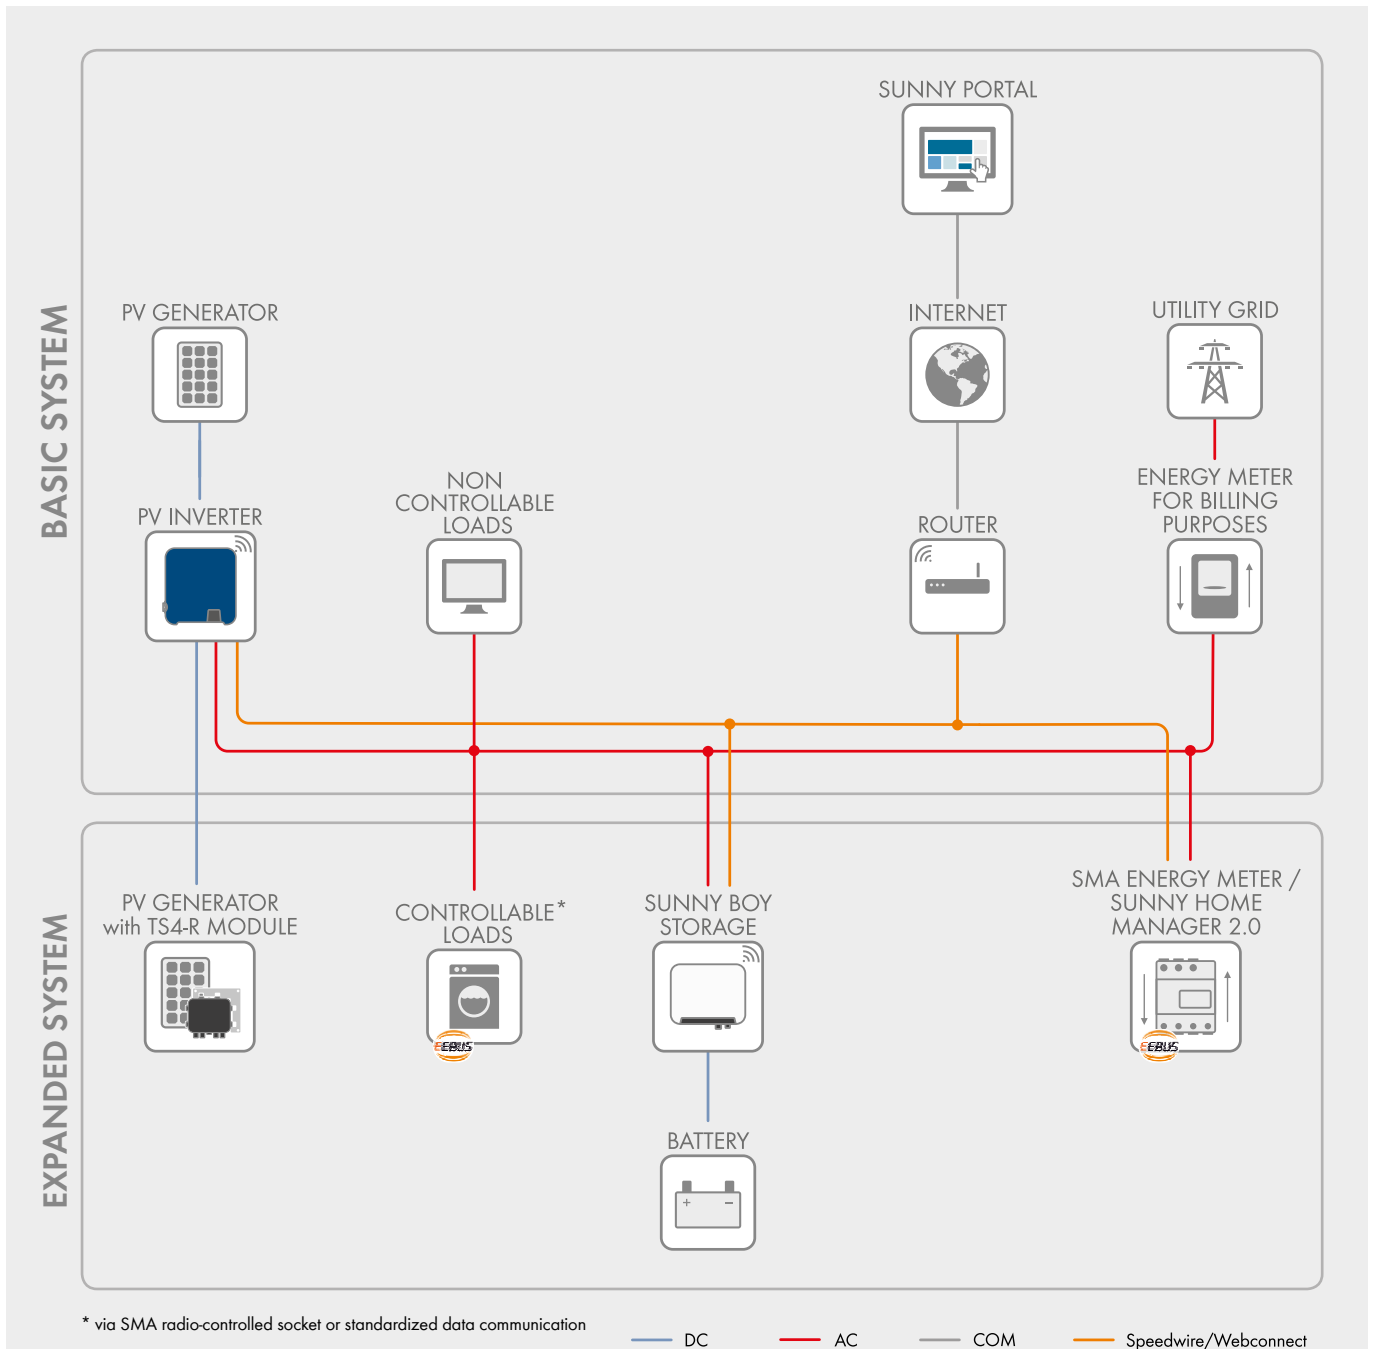 BASIC SYSTEM
SUNNY PORTAL
PV GENERATOR
INTERNET
UTILITY GRID
NON
CONTROLLABLE
LOADS
ENERGY METER
FOR BILLING
PURPOSES
PV INVERTER
ROUTER
EXPANDED SYSTEM
PV GENERATOR
with TS4-R MODULE
CONTROLLABLE*
LOADS
SUNNY BOY
STORAGE
SMA ENERGY METER /
SUNNY HOME
MANAGER 2.0
EEBUS
EEBUS
BATTERY
+ –
* via SMA radio-controlled socket or standardized data communication
DC
AC
COM
Speedwire/Webconnect